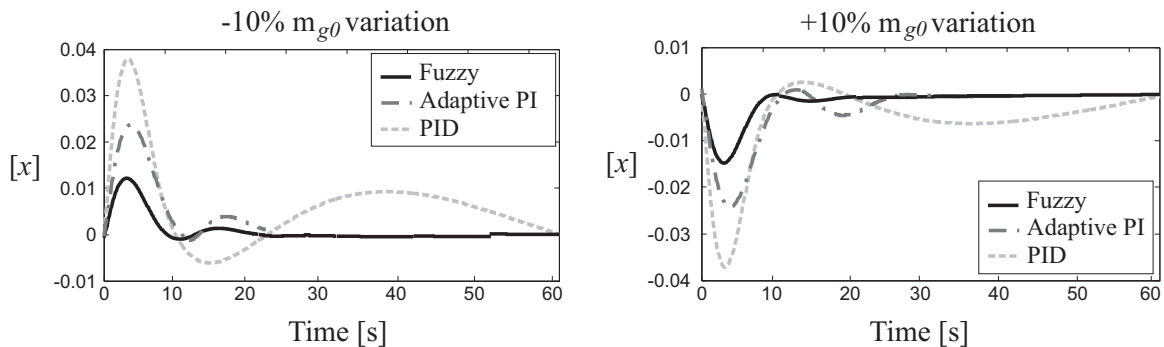 -10% m_g0 variation
0.04
0.03
0.02
0.01
0
-0.01
[x]
Fuzzy
Adaptive PI
PID
0 10 20 30 40 50 60
Time [s]
+10% m_g0 variation
0.01
0
-0.01
-0.02
-0.03
-0.04
[x]
Fuzzy
Adaptive PI
PID
0 10 20 30 40 50 60
Time [s]